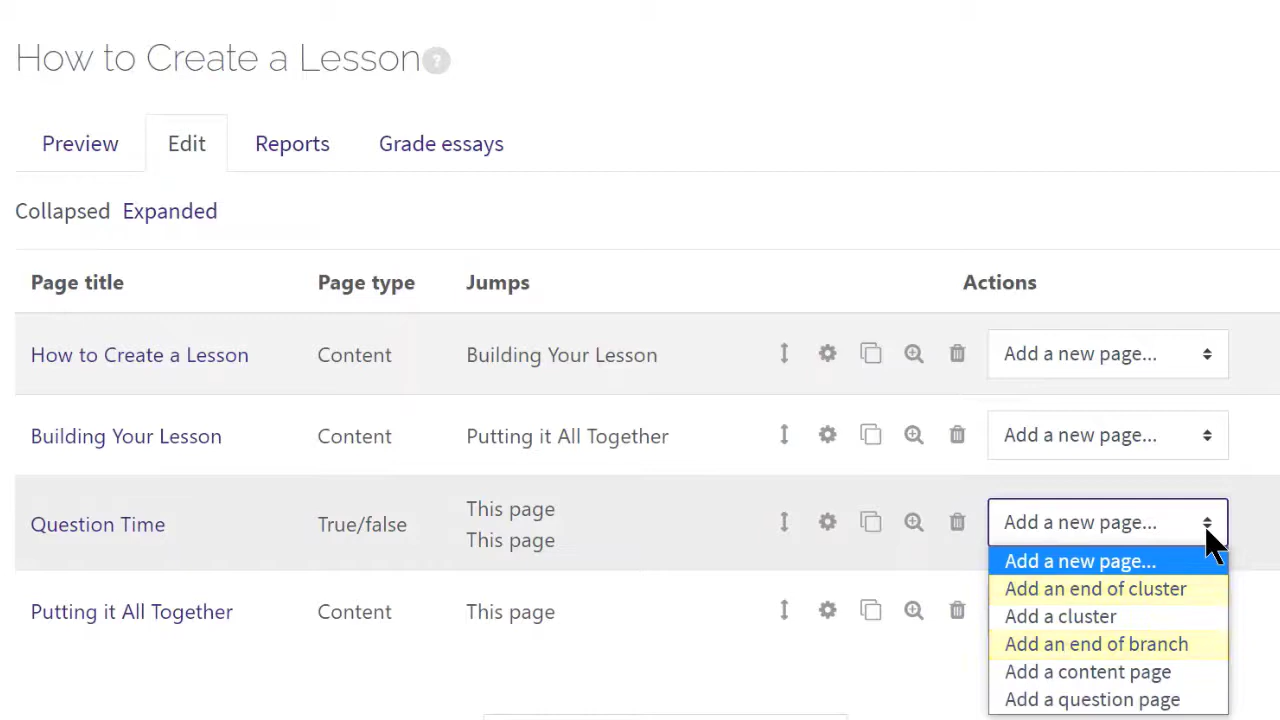 How to Create a Lesson ?
Preview Edit Reports Grade essays
Collapsed Expanded
Page title Page type Jumps Actions
How to Create a Lesson Content Building Your Lesson Add a new page...
Building Your Lesson Content Putting it All Together Add a new page...
Question Time True/false This page Add a new page...
This page
Add a new page...
Add an end of cluster
Putting it All Together Content This page Add a cluster
Add an end of branch
Add a content page
Add a question page